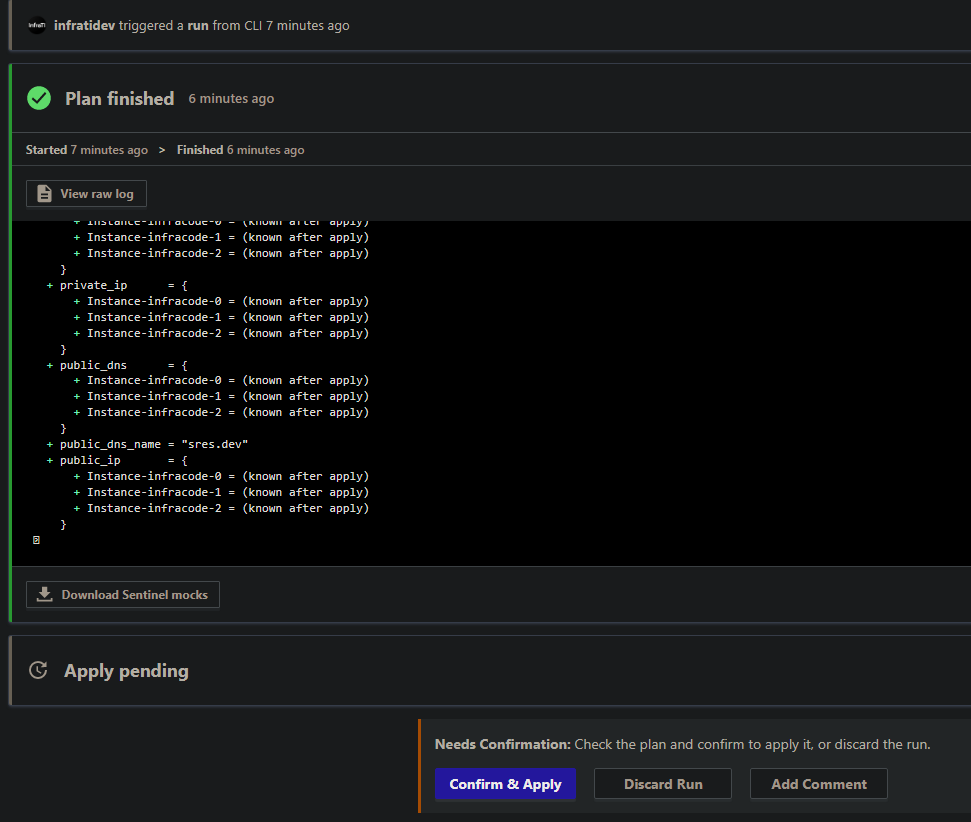 infratidev triggered a run from CLI 7 minutes ago
Plan finished 6 minutes ago
Started 7 minutes ago > Finished 6 minutes ago
View raw log
+ Instance-infracode-0 = (known after apply)
+ Instance-infracode-1 = (known after apply)
+ Instance-infracode-2 = (known after apply)
}
+ private_ip = {
+ Instance-infracode-0 = (known after apply)
+ Instance-infracode-1 = (known after apply)
+ Instance-infracode-2 = (known after apply)
}
+ public_dns = {
+ Instance-infracode-0 = (known after apply)
+ Instance-infracode-1 = (known after apply)
+ Instance-infracode-2 = (known after apply)
}
+ public_dns_name = "sres.dev"
+ public_ip = {
+ Instance-infracode-0 = (known after apply)
+ Instance-infracode-1 = (known after apply)
+ Instance-infracode-2 = (known after apply)
}
Download Sentinel mocks
Apply pending
Needs Confirmation: Check the plan and confirm to apply it, or discard the run.
Confirm & Apply Discard Run Add Comment